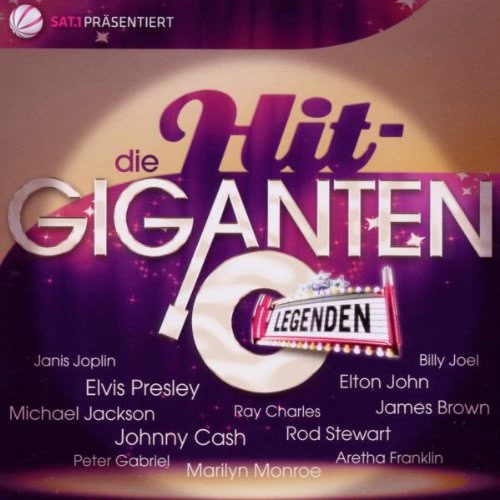 SAT.1 PRÄSENTIERT
die Hit-
GIGANTEN
LEGENDEN
Janis Joplin
Billy Joel
Elvis Presley
Elton John
Michael Jackson
Ray Charles
James Brown
Johnny Cash
Rod Stewart
Peter Gabriel
Marilyn Monroe
Aretha Franklin